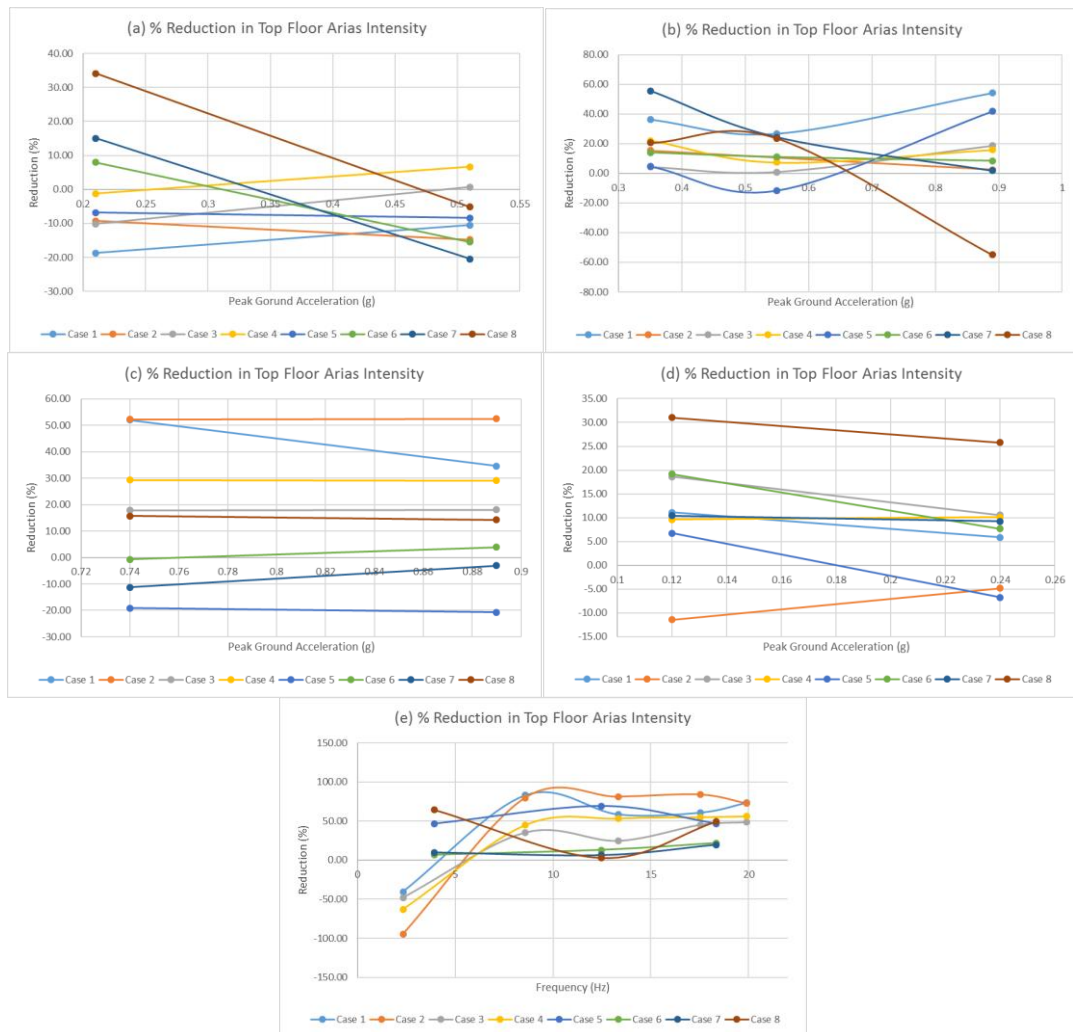 (a) % Reduction in Top Floor Arias Intensity
40.00
30.00
20.00
10.00
0.00
-10.00
-20.00
-30.00
0.2 0.25 0.3 0.35 0.4 0.45 0.5 0.55
Reduction (%)
Peak Gorund Acceleration (g)
Case 1 Case 2 Case 3 Case 4 Case 5 Case 6 Case 7 Case 8
(b) % Reduction in Top Floor Arias Intensity
80.00
60.00
40.00
20.00
0.00
-20.00
-40.00
-60.00
-80.00
0.3 0.4 0.5 0.6 0.7 0.8 0.9 1
Reduction (%)
Peak Ground Acceleration (g)
Case 1 Case 2 Case 3 Case 4 Case 5 Case 6 Case 7 Case 8
(c) % Reduction in Top Floor Arias Intensity
60.00
50.00
40.00
30.00
20.00
10.00
0.00
-10.00
-20.00
-30.00
0.72 0.74 0.76 0.78 0.8 0.82 0.84 0.86 0.88 0.9
Reduction (%)
Peak Ground Acceleration (g)
Case 1 Case 2 Case 3 Case 4 Case 5 Case 6 Case 7 Case 8
(d) % Reduction in Top Floor Arias Intensity
35.00
30.00
25.00
20.00
15.00
10.00
5.00
0.00
-5.00
-10.00
-15.00
0.1 0.12 0.14 0.16 0.18 0.2 0.22 0.24 0.26
Reduction (%)
Peak Ground Acceleration (g)
Case 1 Case 2 Case 3 Case 4 Case 5 Case 6 Case 7 Case 8
(e) % Reduction in Top Floor Arias Intensity
150.00
100.00
50.00
0.00
-50.00
-100.00
-150.00
0 5 10 15 20
Reduction (%)
Frequency (Hz)
Case 1 Case 2 Case 3 Case 4 Case 5 Case 6 Case 7 Case 8